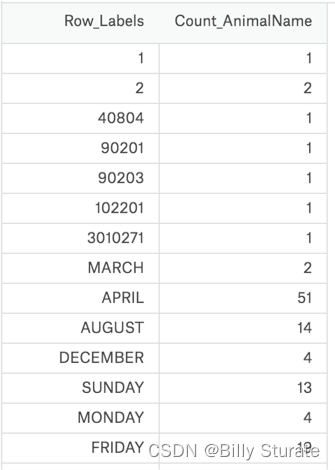 Row_Labels Count_AnimalName
1 1
2 2
40804 1
90201 1
90203 1
102201 1
3010271 1
MARCH 2
APRIL 51
AUGUST 14
DECEMBER 4
SUNDAY 13
MONDAY 4
FRIDAY 19
CSDN @Billy Sturate